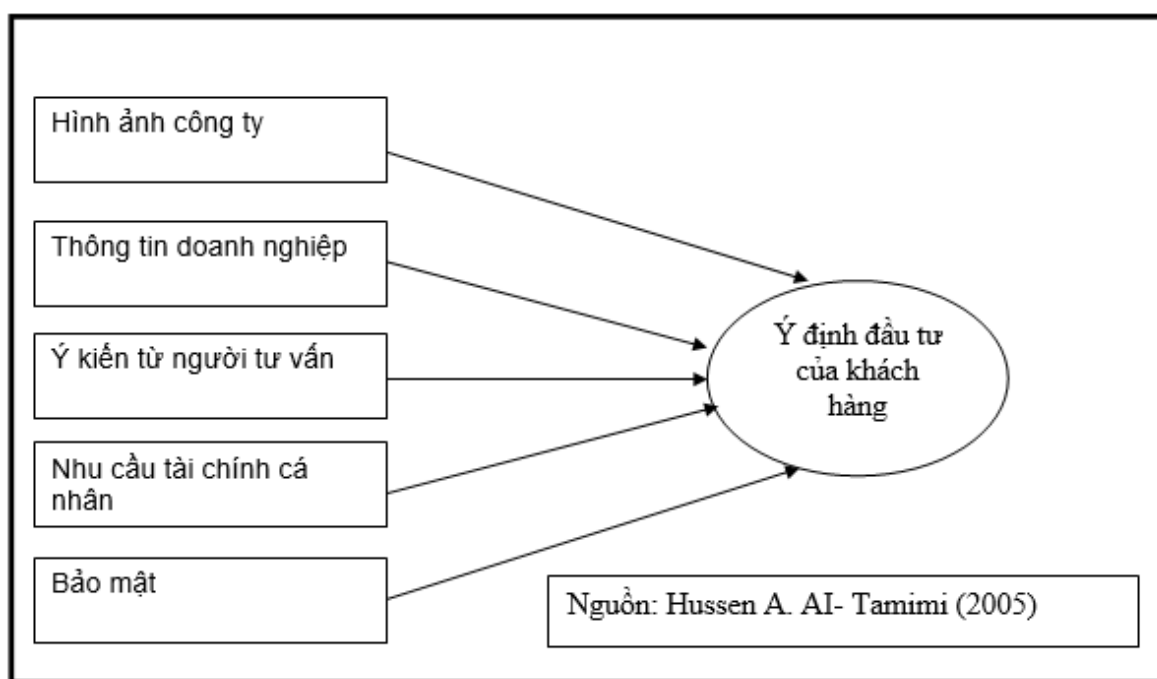 Hình ảnh công ty
Thông tin doanh nghiệp
Ý kiến từ người tư vấn
Nhu cầu tài chính cá
nhân
Bảo mật
Ý định đầu tư
của khách
hàng
Nguồn: Hussen A. AI- Tamimi (2005)